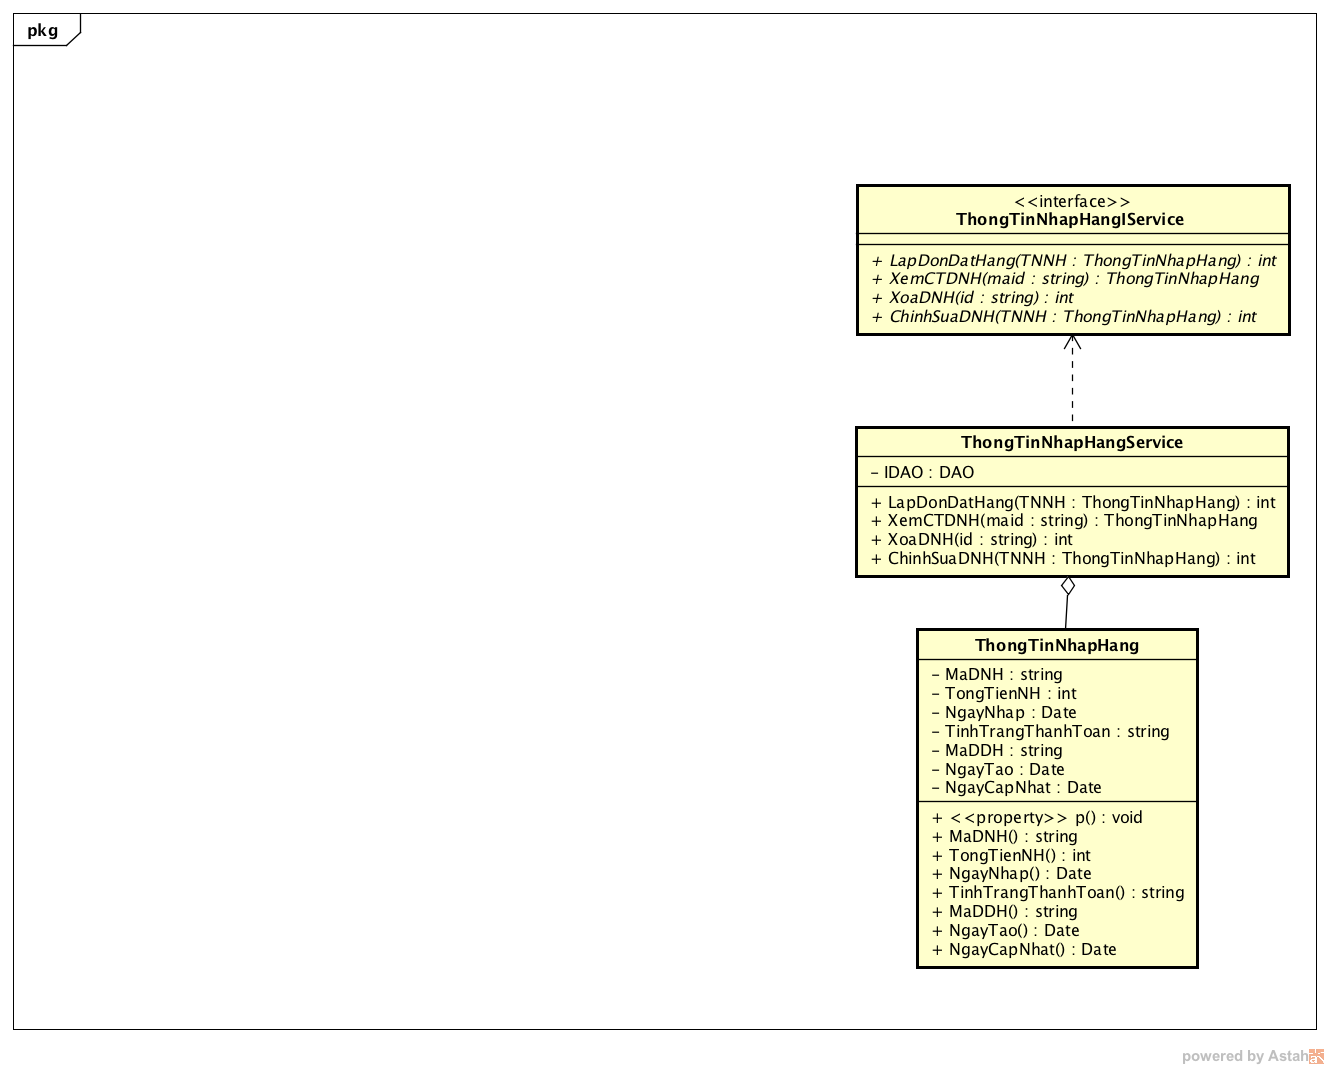 pkg
<<interface>>
ThongTinNhapHangIService
+ LapDonDatHang(TNNH : ThongTinNhapHang) : int
+ XemCTDNH(maid : string) : ThongTinNhapHang
+ XoaDNH(id : string) : int
+ ChinhSuaDNH(TNNH : ThongTinNhapHang) : int
ThongTinNhapHangService
- IDAO : DAO
+ LapDonDatHang(TNNH : ThongTinNhapHang) : int
+ XemCTDNH(maid : string) : ThongTinNhapHang
+ XoaDNH(id : string) : int
+ ChinhSuaDNH(TNNH : ThongTinNhapHang) : int
ThongTinNhapHang
- MaDNH : string
- TongTienNH : int
- NgayNhap : Date
- TinhTrangThanhToan : string
- MaDDH : string
- NgayTao : Date
- NgayCapNhat : Date
+ <<property>> p() : void
+ MaDNH() : string
+ TongTienNH() : int
+ NgayNhap() : Date
+ TinhTrangThanhToan() : string
+ MaDDH() : string
+ NgayTao() : Date
+ NgayCapNhat() : Date
powered by Astah